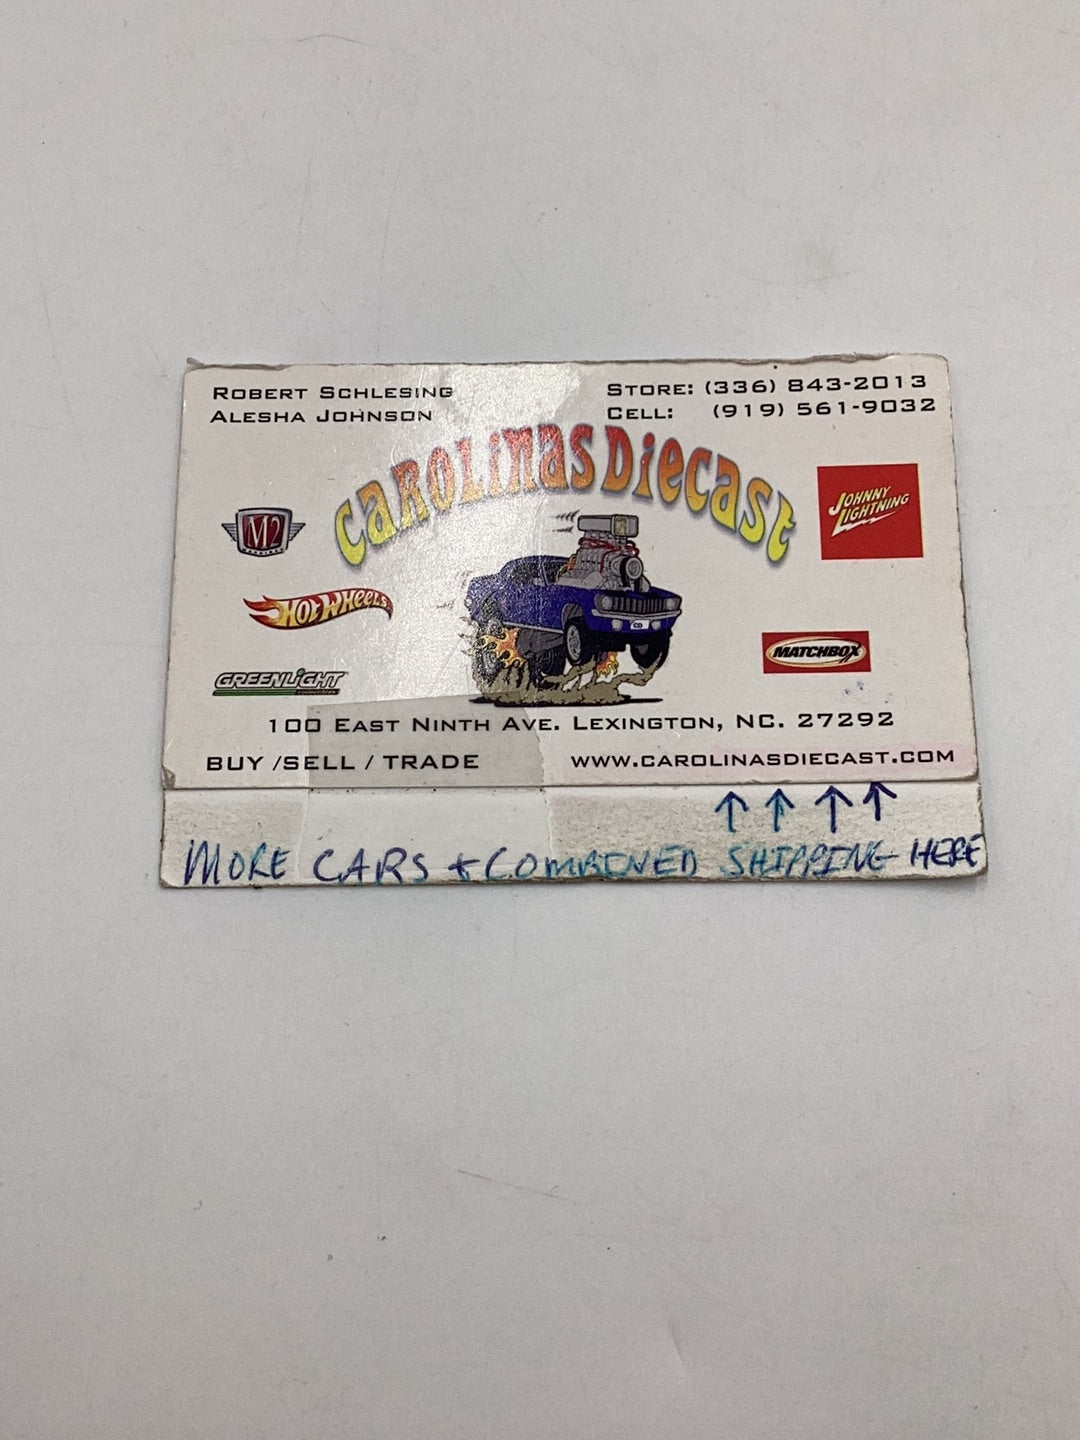 ROBERT SCHLESING
ALESHA JOHNSON
STORE: (336) 843-2013
CELL: (919) 561-9032
CAROLINAS DIECAST
M2
HOT WHEELS
GREENLIGHT
JOHNNY LIGHTNING
MATCHBOX
CD
100 EAST NINTH AVE. LEXINGTON, NC. 27292
BUY /SELL / TRADE
WWW.CAROLINASDIECAST.COM
MORE CARS + COMBINED SHIPPING HERE